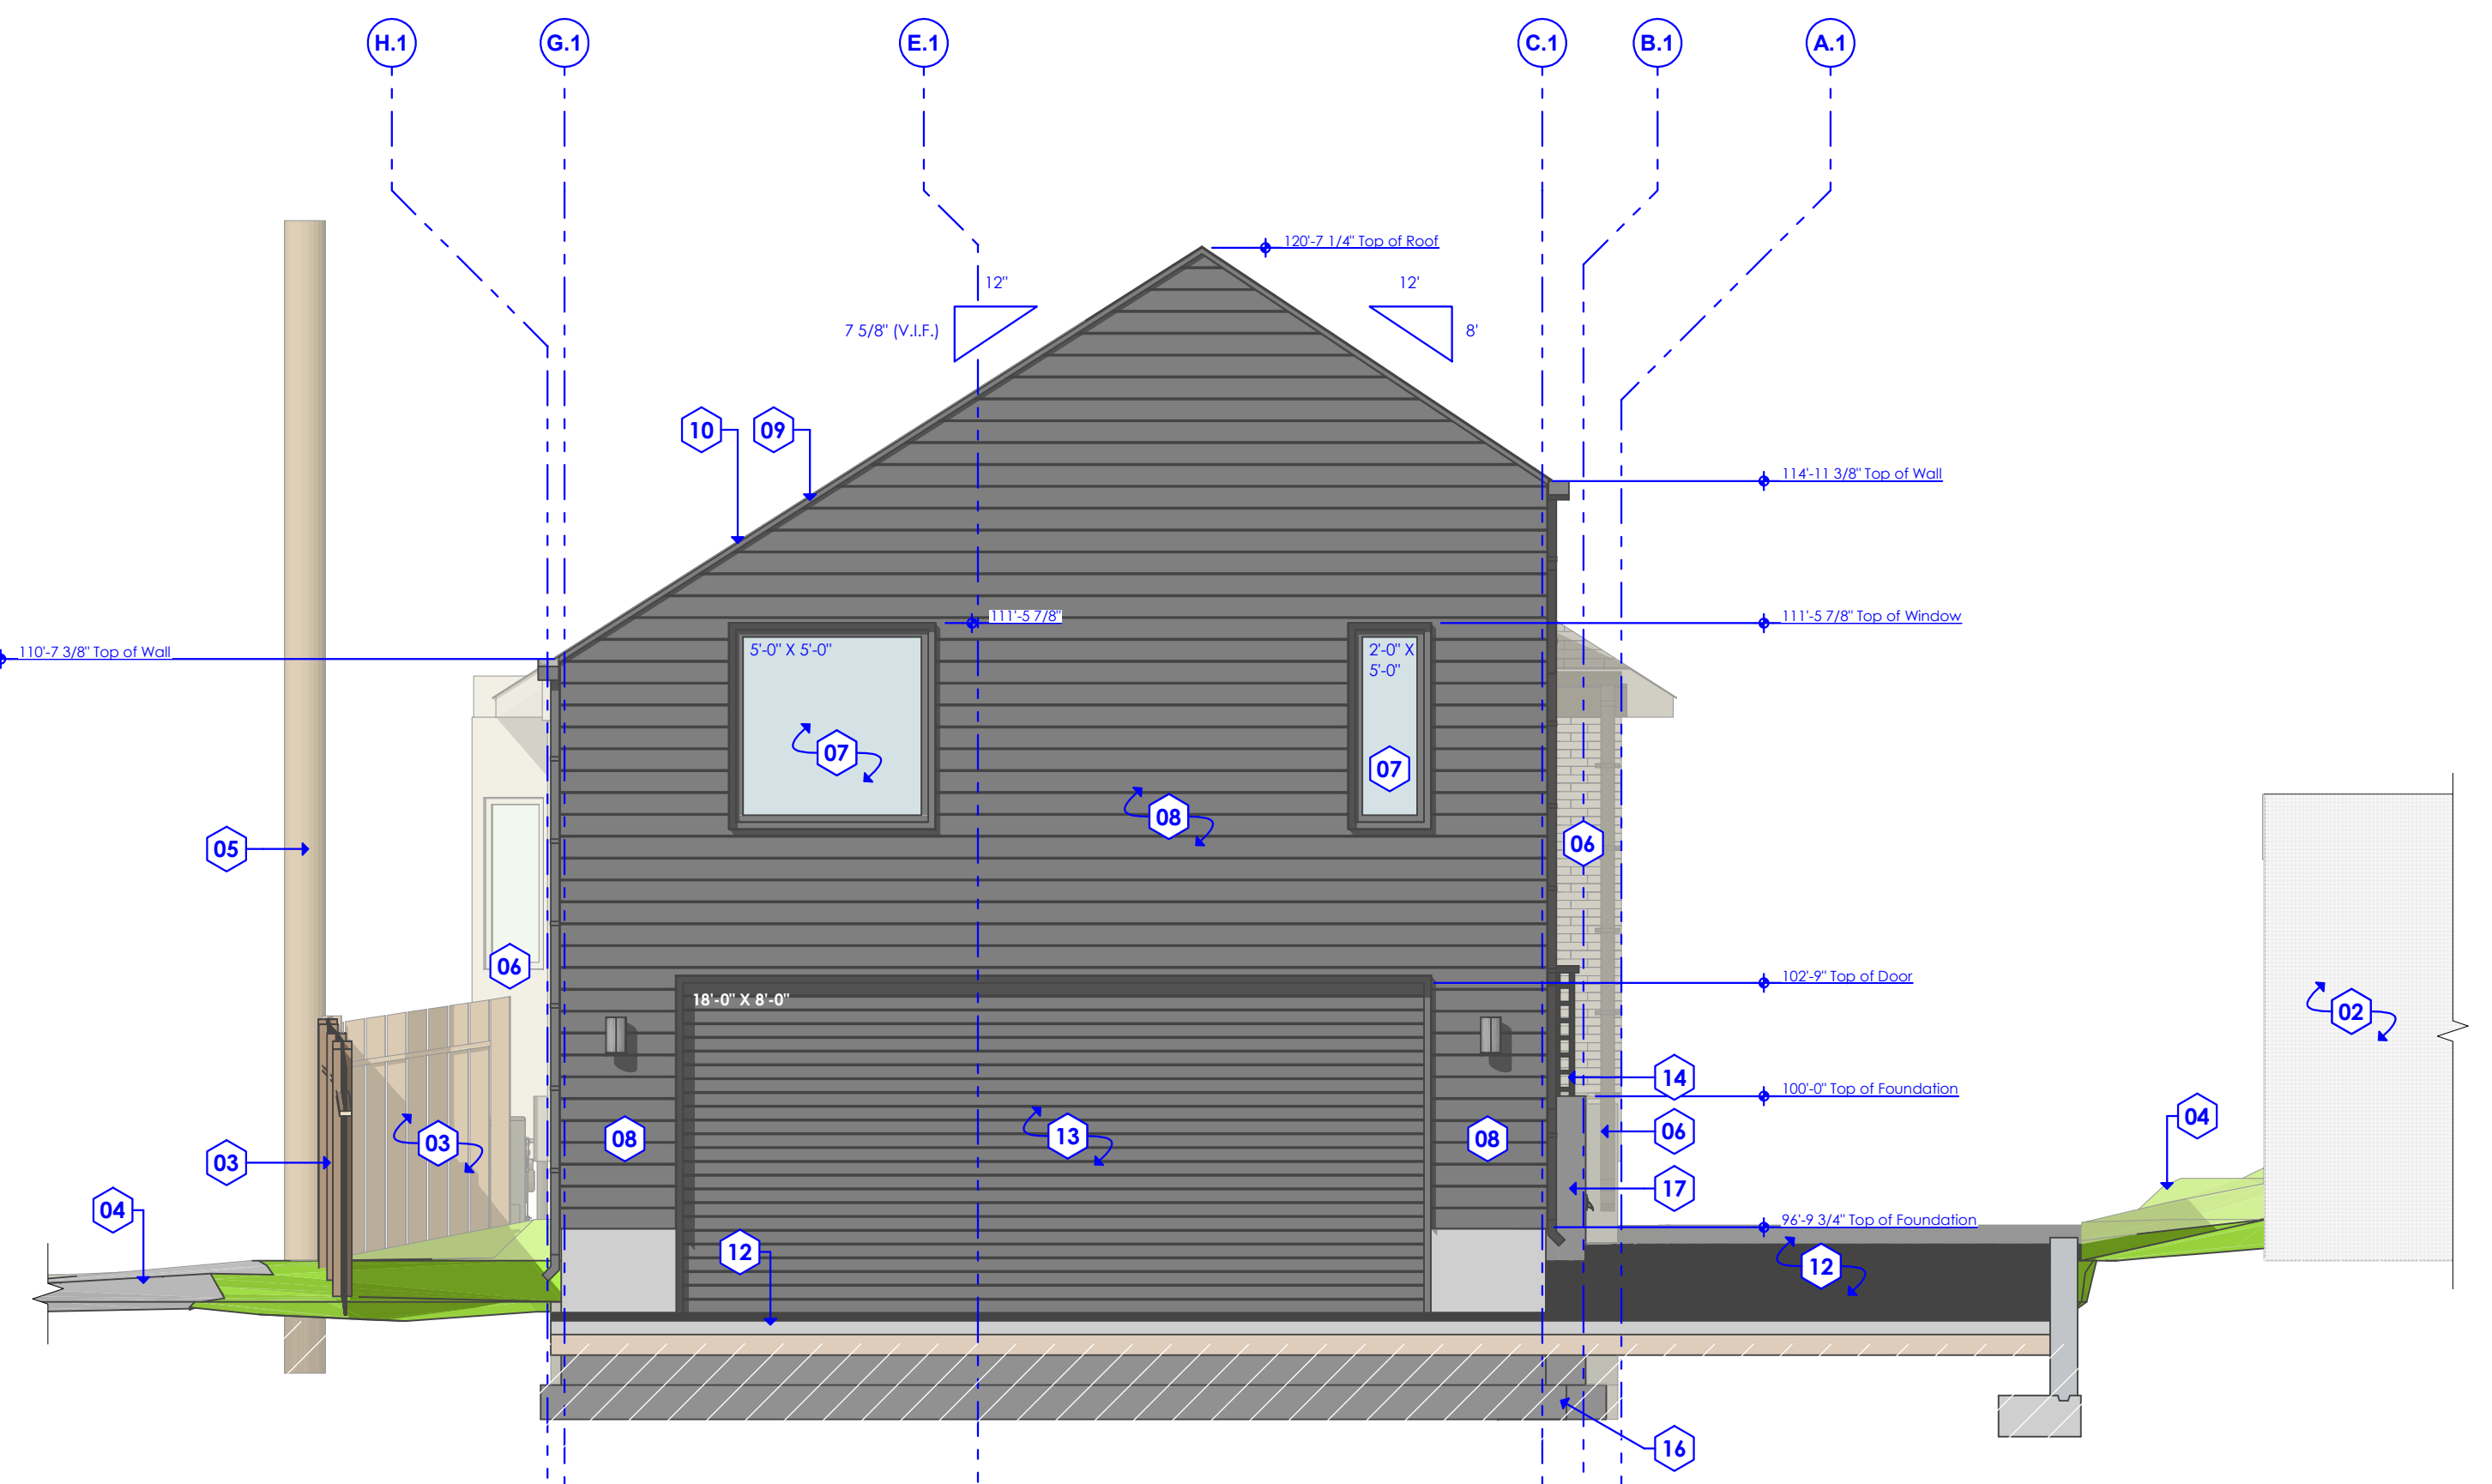 H.1
G.1
E.1
C.1
B.1
A.1
120'-7 1/4" Top of Roof
12"
7 5/8" (V.I.F.)
12'
8'
10
09
114'-11 3/8" Top of Wall
111'-5 7/8"
111'-5 7/8" Top of Window
110'-7 3/8" Top of Wall
5'-0" X 5'-0"
2'-0" X
5'-0"
07
07
08
06
05
06
102'-9" Top of Door
18'-0" X 8'-0"
02
14
100'-0" Top of Foundation
04
03
03
08
13
08
06
17
04
96'-9 3/4" Top of Foundation
12
12
16